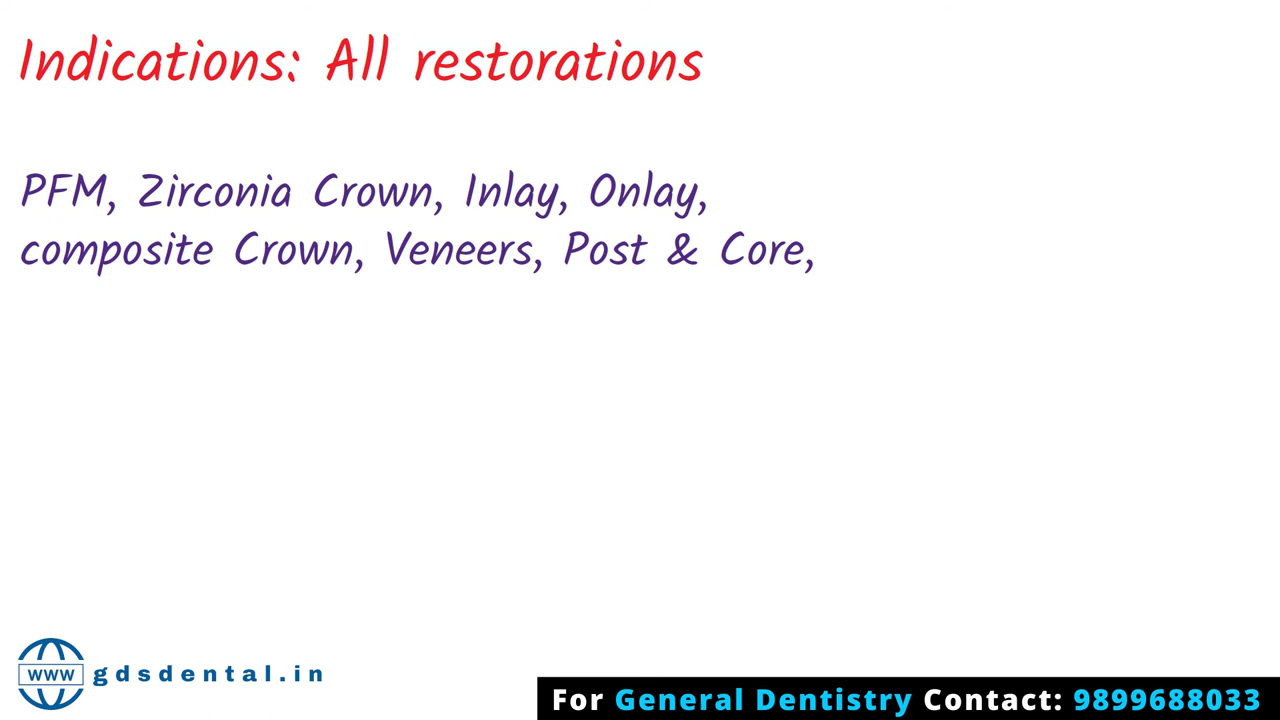 Indications: All restorations
PFM, Zirconia Crown, Inlay, Onlay,
composite Crown, Veneers, Post & Core,
www gdsdental.in
For General Dentistry Contact: 9899688033